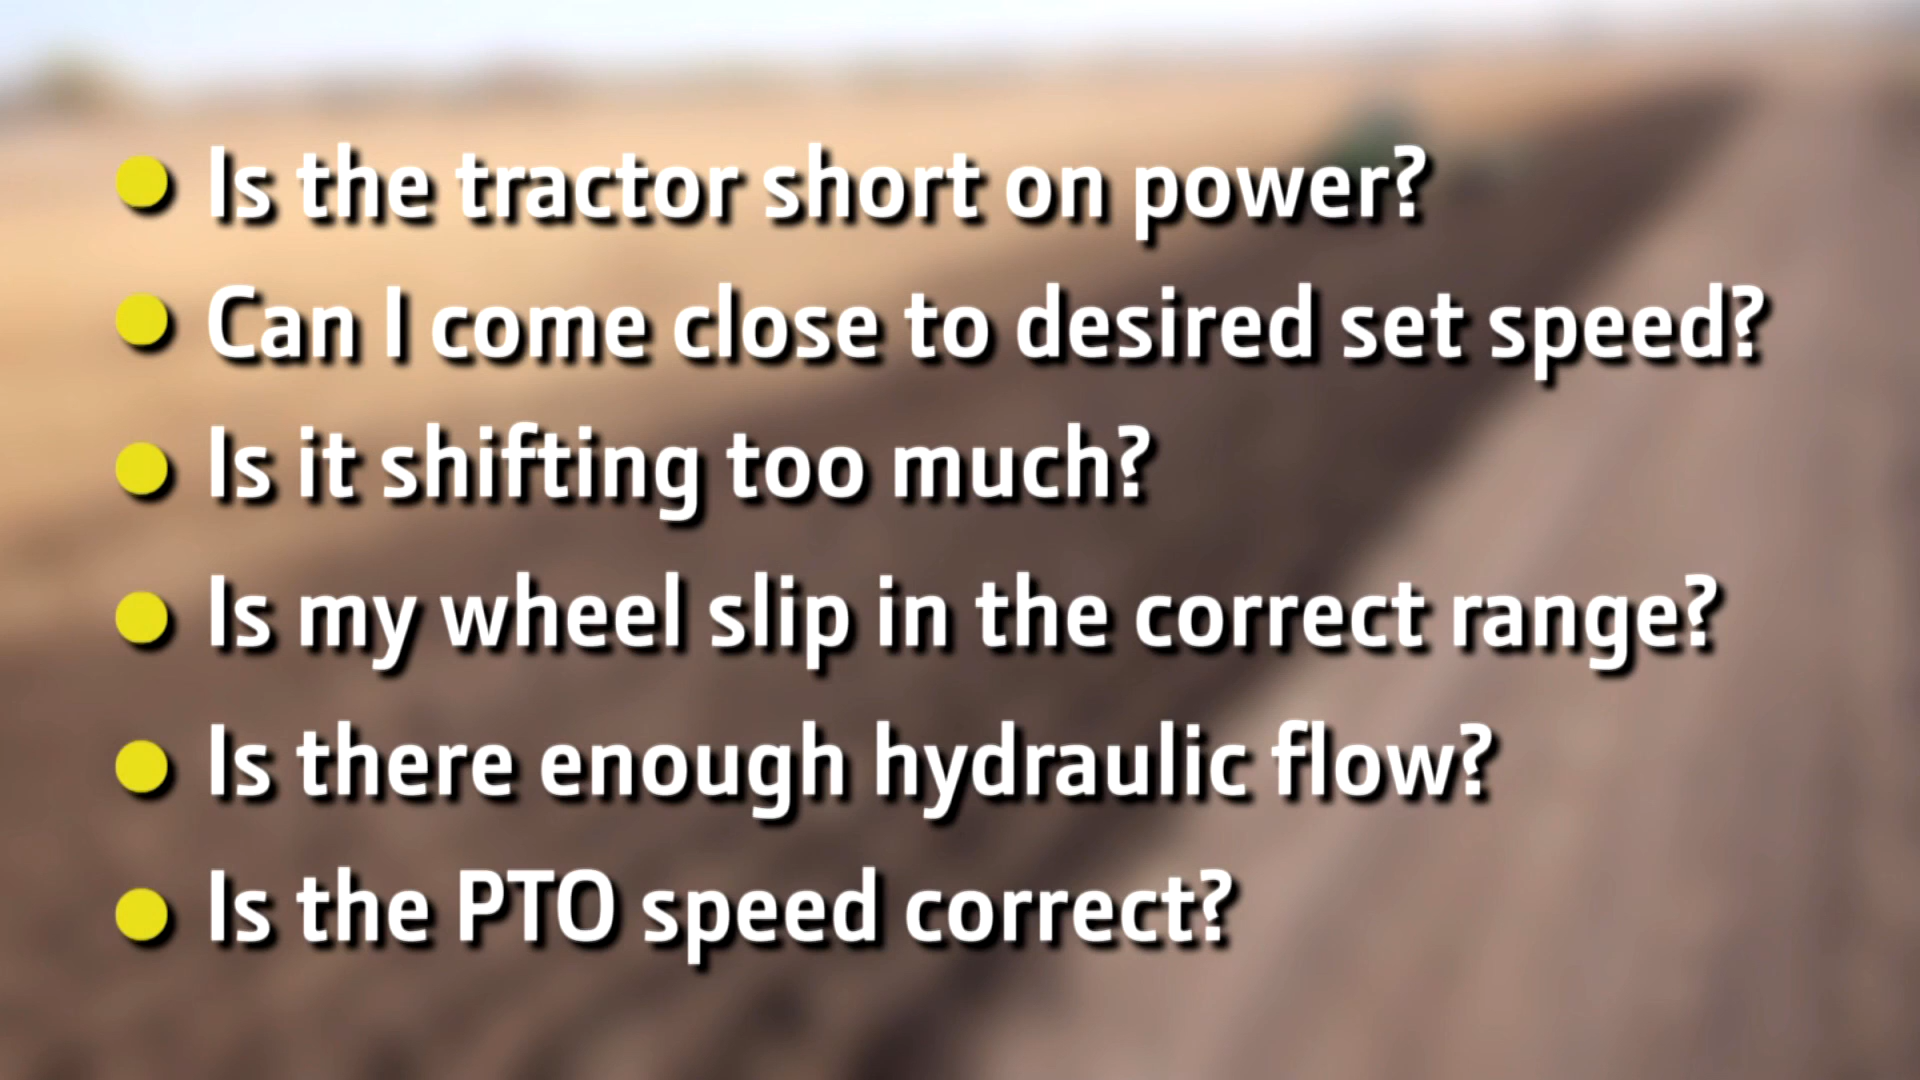 Is the tractor short on power?
Can I come close to desired set speed?
Is it shifting too much?
Is my wheel slip in the correct range?
Is there enough hydraulic flow?
Is the PTO speed correct?